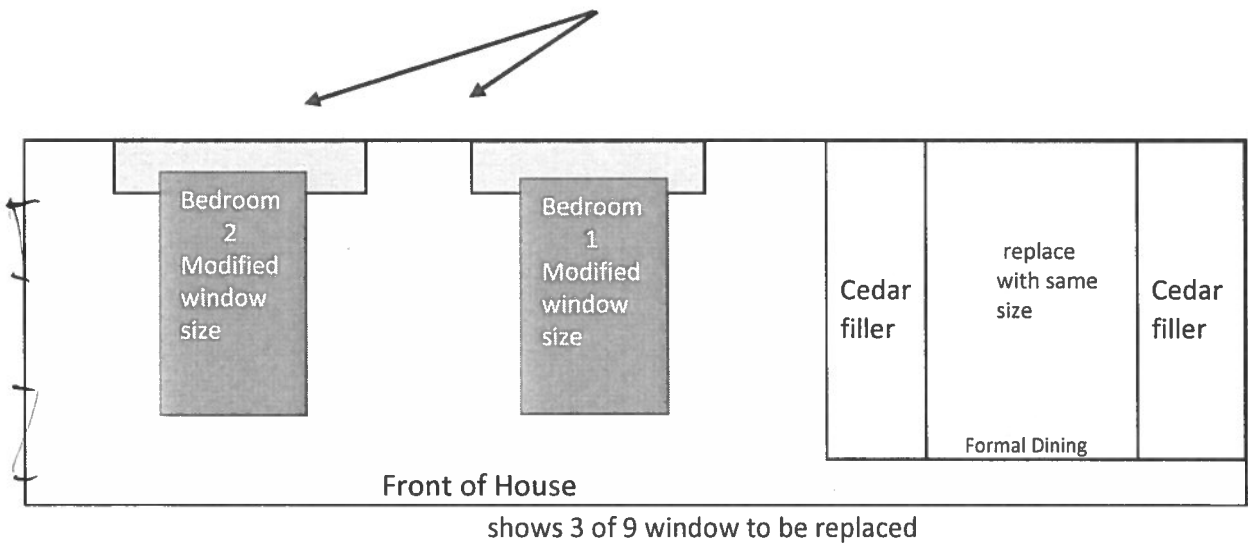 Bedroom
2
Modified
window
size
Bedroom
1
Modified
window
size
Cedar
filler
replace
with same
size
Cedar
filler
Formal Dining
Front of House
shows 3 of 9 window to be replaced